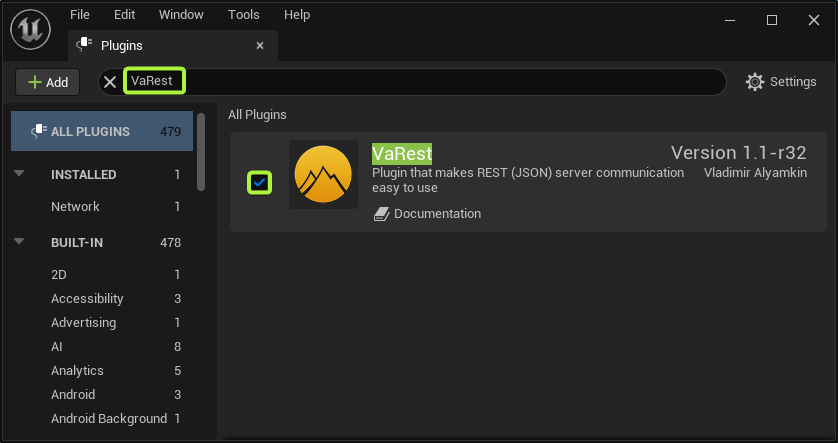 File Edit Window Tools Help
Plugins
Add VaRest Settings
ALL PLUGINS 479
INSTALLED 1
Network 1
BUILT-IN 478
2D 1
Accessibility 3
Advertising 1
AI 8
Analytics 5
Android 3
Android Background 1
All Plugins
VaRest Version 1.1-r32
Plugin that makes REST (JSON) server communication Vladimir Alyamkin
easy to use
Documentation